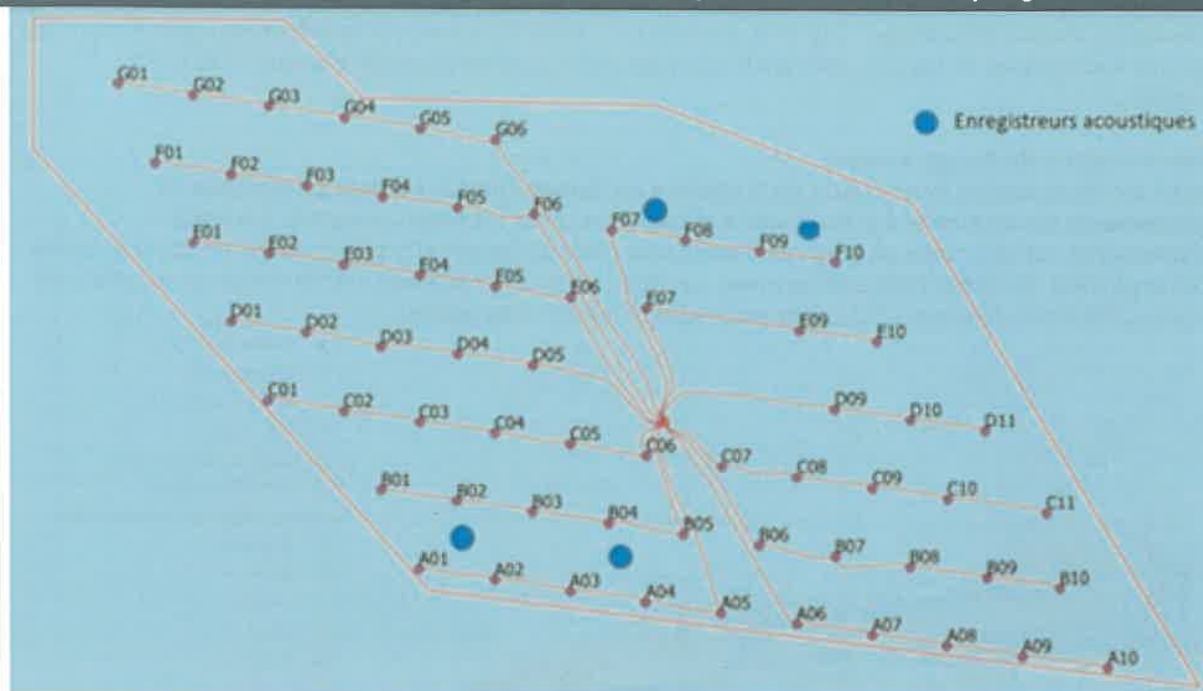 Enregistreurs acoustiques
G01 G02 G03 G04 G05 G06
F01 F02 F03 F04 F05 F06 F07 F08 F09 F10
E01 E02 E03 E04 E05 E06 E07 E09 E10
D01 D02 D03 D04 D05 D09 D10 D11
C01 C02 C03 C04 C05 C06 C07 C08 C09 C10 C11
B01 B02 B03 B04 B05 B06 B07 B08 B09 B10
A01 A02 A03 A04 A05 A06 A07 A08 A09 A10